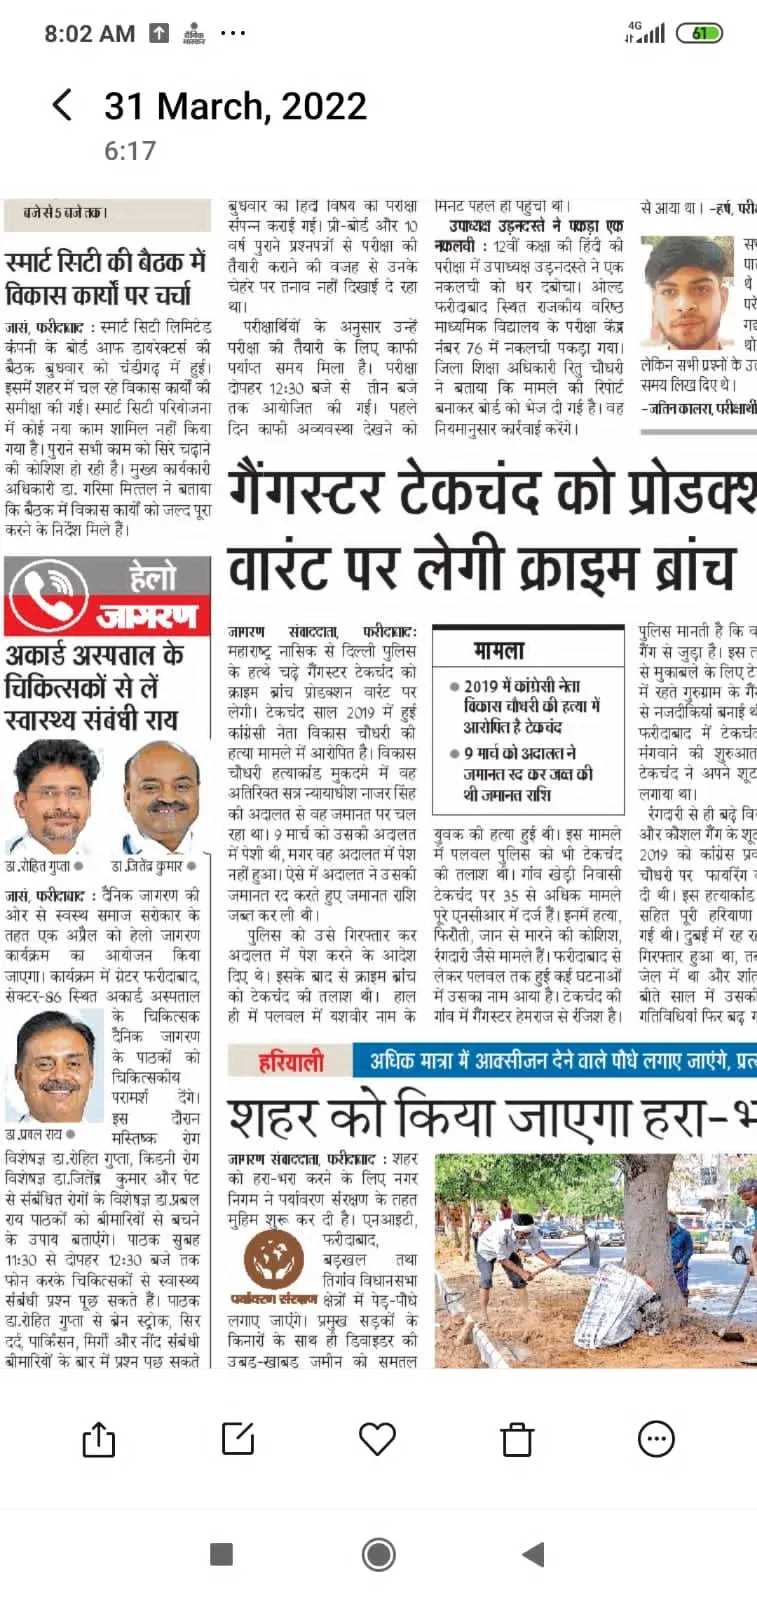 8:02 AM
4G
61
31 March, 2022
6:17
बजे से 5 बजे तक।
स्मार्ट सिटी की बैठक में
विकास कार्यों पर चर्चा
जासं, फरीदाबाद : स्मार्ट सिटी लिमिटेड
कंपनी के बोर्ड आफ डायरेक्टर्स की
बैठक बुधवार को चंडीगढ़ में हुई।
इसमें शहर में चल रहे विकास कार्यों की
समीक्षा की गई। स्मार्ट सिटी परियोजना
में कोई नया काम शामिल नहीं किया
गया है। पुराने सभी काम को सिरे चढ़ाने
की कोशिश हो रही है। मुख्य कार्यकारी
अधिकारी डा. गरिमा मित्तल ने बताया
कि बैठक में विकास कार्यों को जल्द पूरा
करने के निर्देश मिले हैं।
हेलो
जागरण
अकार्ड अस्पताल के
चिकित्सकों से लें
स्वास्थ्य संबंधी राय
डा.रोहित गुप्ता ● डा.जितेंद्र कुमार ●
जासं, फरीदाबाद : दैनिक जागरण की
ओर से स्वस्थ समाज सरोकार के
तहत एक अप्रैल को हेलो जागरण
कार्यक्रम का आयोजन किया
जाएगा। कार्यक्रम में ग्रेटर फरीदाबाद,
सेक्टर-86 स्थित अकार्ड अस्पताल
के चिकित्सक
दैनिक जागरण
के पाठकों को
चिकित्सकीय
परामर्श देंगे।
इस दौरान
डा.प्रबल राय ●
मस्तिष्क रोग
विशेषज्ञ डा.रोहित गुप्ता, किडनी रोग
विशेषज्ञ डा.जितेंद्र कुमार और पेट
से संबंधित रोगों के विशेषज्ञ डा.प्रबल
राय पाठकों को बीमारियों से बचने
के उपाय बताएंगे। पाठक सुबह
11:30 से दोपहर 12:30 बजे तक
फोन करके चिकित्सकों से स्वास्थ्य
संबंधी प्रश्न पूछ सकते हैं। पाठक
डा.रोहित गुप्ता से ब्रेन स्ट्रोक, सिर
दर्द, पार्किंसन, मिर्गी और नींद संबंधी
बीमारियों के बार में प्रश्न पूछ सकते
बुधवार को हिंदी विषय की परीक्षा
संपन्न कराई गई। प्री-बोर्ड और 10
वर्ष पुराने प्रश्नपत्रों से परीक्षा की
तैयारी कराने की वजह से उनके
चेहरे पर तनाव नहीं दिखाई दे रहा
था।
परीक्षार्थियों के अनुसार उन्हें
परीक्षा की तैयारी के लिए काफी
पर्याप्त समय मिला है। परीक्षा
दोपहर 12:30 बजे से तीन बजे
तक आयोजित की गई। पहले
दिन काफी अव्यवस्था देखने को
मिनट पहले ही पहुंची थी।
उपाध्यक्ष उड़नदस्ते ने पकड़ा एक
नकलची : 12वीं कक्षा की हिंदी की
परीक्षा में उपाध्यक्ष उड़नदस्ते ने एक
नकलची को धर दबोचा। ओल्ड
फरीदाबाद स्थित राजकीय वरिष्ठ
माध्यमिक विद्यालय के परीक्षा केंद्र
नंबर 76 में नकलची पकड़ा गया।
जिला शिक्षा अधिकारी रितु चौधरी
ने बताया कि मामले की रिपोर्ट
बनाकर बोर्ड को भेज दी गई है। वह
नियमानुसार कार्रवाई करेंगे।
से आया था। -हर्ष, परी
लेकिन सभी प्रश्नों के उ
समय लिख दिए थे।
-जतिन कालरा, परीक्षार्थी
गैंगस्टर टेकचंद को प्रोडक्श
वारंट पर लेगी क्राइम ब्रांच
जागरण संवाददाता, फरीदाबाद:
महाराष्ट्र नासिक से दिल्ली पुलिस
के हत्थे चढ़े गैंगस्टर टेकचंद को
क्राइम ब्रांच प्रोडक्शन वारंट पर
लेगी। टेकचंद साल 2019 में हुई
कांग्रेसी नेता विकास चौधरी की
हत्या मामले में आरोपित है। विकास
चौधरी हत्याकांड मुकदमे में वह
अतिरिक्त सत्र न्यायाधीश नाजर सिंह
की अदालत से वह जमानत पर चल
रहा था। 9 मार्च को उसकी अदालत
में पेशी थी, मगर वह अदालत में पेश
नहीं हुआ। ऐसे में अदालत ने उसकी
जमानत रद करते हुए जमानत राशि
जब्त कर ली थी।
पुलिस को उसे गिरफ्तार कर
अदालत में पेश करने के आदेश
दिए थे। इसके बाद से क्राइम ब्रांच
को टेकचंद की तलाश थी। हाल
ही में पलवल में यशवीर नाम के
मामला
● 2019 में कांग्रेसी नेता
विकास चौधरी की हत्या में
आरोपित है टेकचंद
● 9 मार्च को अदालत ने
जमानत रद कर जब्त की
थी जमानत राशि
युवक की हत्या हुई थी। इस मामले
में पलवल पुलिस को भी टेकचंद
की तलाश थी। गांव खेड़ी निवासी
टेकचंद पर 35 से अधिक मामले
पूरे एनसीआर में दर्ज हैं। इनमें हत्या,
फिरौती, जान से मारने की कोशिश,
रंगदारी जैसे मामले हैं। फरीदाबाद से
लेकर पलवल तक हुई कई घटनाओं
में उसका नाम आया है। टेकचंद की
गांव में गैंगस्टर हेमराज से रंजिश है।
पुलिस मानती है कि व
गैंग से जुड़ा है। इस त
से मुकाबले के लिए टे
में रहते गुरुग्राम के गैं
से नजदीकियां बनाई थ
फरीदाबाद में टेकचं
मंगवाने की शुरुआत
टेकचंद ने अपने शूट
लगाया था।
रंगदारी से ही बढ़े वि
और कौशल गैंग के शूट
2019 को कांग्रेस प्रव
चौधरी पर फायरिंग व
दी थी। इस हत्याकांड
सहित पूरी हरियाणा
गई थी। दुबई में रह र
गिरफ्तार हुआ था, तब
जेल में था और शांत
बीते साल में उसकी
गतिविधियां फिर बढ़ ग
हरियाली
अधिक मात्रा में आक्सीजन देने वाले पौधे लगाए जाएंगे, प्रत्
शहर को किया जाएगा हरा-भ
जागरण संवाददाता, फरीदाबाद : शहर
को हरा-भरा करने के लिए नगर
निगम ने पर्यावरण संरक्षण के तहत
मुहिम शुरू कर दी है। एनआइटी,
फरीदाबाद,
बड़खल तथा
पर्यावरण संरक्षण
तिगांव विधानसभा
क्षेत्रों में पेड़-पौधे
लगाए जाएंगे। प्रमुख सड़कों के
किनारों के साथ ही डिवाइडर की
उबड़-खाबड़ जमीन को समतल